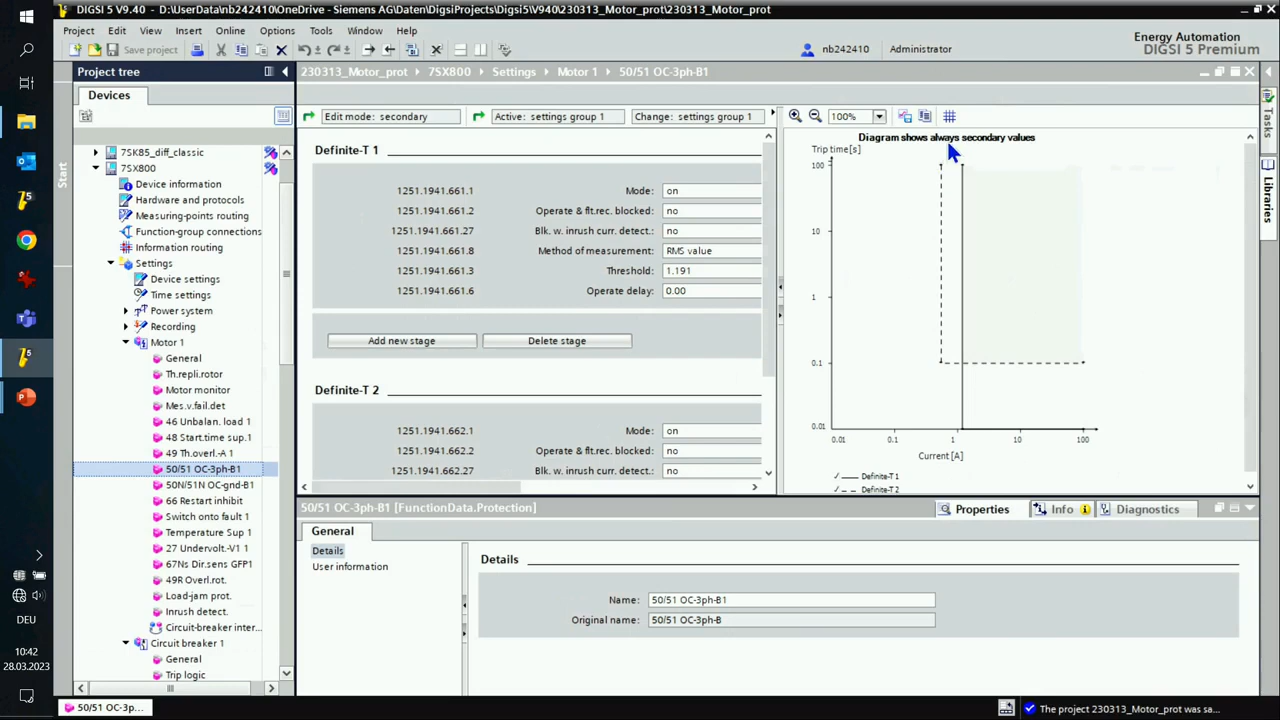 DIGSI 5 V9.40 - D:\UserData\nb242410\OneDrive - Siemens AG\Daten\DigsiProjects\Digsi5\V940\230313_Motor_prot\230313_Motor_prot
Project Edit View Insert Online Options Tools Window Help
Energy Automation
DIGSI 5 Premium
Save project
nb242410 Administrator
Project tree
230313_Motor_prot 7SX800 Settings Motor 1 50/51 OC-3ph-B1
Devices
Edit mode: secondary
Active: settings group 1
Change: settings group 1
100%
Start
Tasks
Libraries
7SK85_diff_classic
7SX800
Device information
Hardware and protocols
Measuring-points routing
Function-group connections
Information routing
Settings
Device settings
Time settings
Power system
Recording
Motor 1
General
Th.repli.rotor
Motor monitor
Mes.v.fail.det
46 Unbalan. load 1
48 Start.time sup.1
49 Th.overl.-A 1
50/51 OC-3ph-B1
50N/51N OC-gnd-B1
66 Restart inhibit
Switch onto fault 1
Temperature Sup 1
27 Undervolt.-V1 1
67Ns Dir.sens GFP1
49R Overl.rot.
Load-jam prot.
Inrush detect.
Circuit-breaker inter...
Circuit breaker 1
General
Trip logic
Definite-T 1
1251.1941.661.1 Mode: on
1251.1941.661.2 Operate & flt.rec. blocked: no
1251.1941.661.27 Blk. w. inrush curr. detect.: no
1251.1941.661.8 Method of measurement: RMS value
1251.1941.661.3 Threshold: 1.191
1251.1941.661.6 Operate delay: 0.00
Add new stage Delete stage
Definite-T 2
1251.1941.662.1 Mode: on
1251.1941.662.2 Operate & flt.rec. blocked: no
1251.1941.662.27 Blk. w. inrush curr. detect.: no
Diagram shows always secondary values
Trip time[s]
100
10
1
0.1
0.01
0.01 0.1 1 10 100
Current [A]
Definite-T 1
Definite-T 2
50/51 OC-3ph-B1 [FunctionData.Protection]
Properties Info Diagnostics
General
Details
User information
Details
Name: 50/51 OC-3ph-B1
Original name: 50/51 OC-3ph-B
DEU
10:42
28.03.2023
50/51 OC-3p...
The project 230313_Motor_prot was sa...